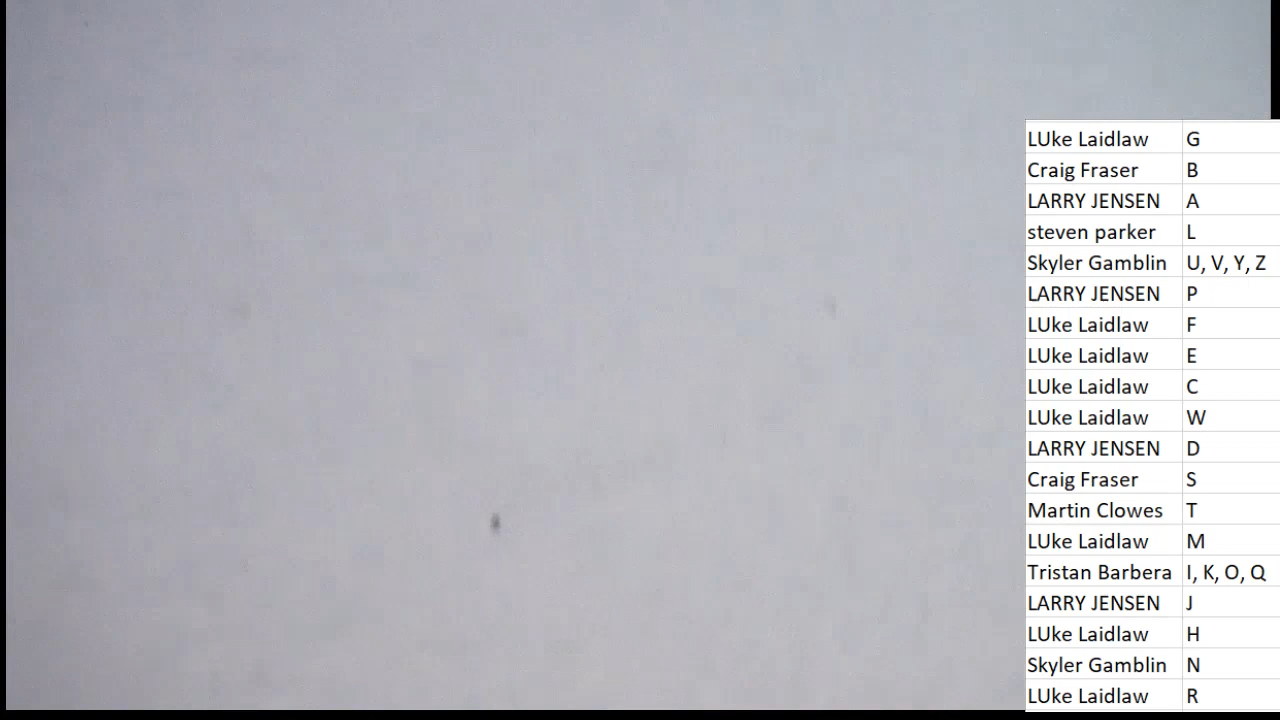 LUke Laidlaw G
Craig Fraser B
LARRY JENSEN A
steven parker L
Skyler Gamblin U, V, Y, Z
LARRY JENSEN P
LUke Laidlaw F
LUke Laidlaw E
LUke Laidlaw C
LUke Laidlaw W
LARRY JENSEN D
Craig Fraser S
Martin Clowes T
LUke Laidlaw M
Tristan Barbera I, K, O, Q
LARRY JENSEN J
LUke Laidlaw H
Skyler Gamblin N
LUke Laidlaw R